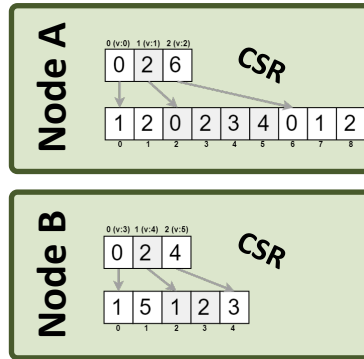 Node A
0 (v:0) 1 (v:1) 2 (v:2)
0 2 6
CSR
1 2 0 2 3 4 0 1 2
0 1 2 3 4 5 6 7 8
Node B
0 (v:3) 1 (v:4) 2 (v:5)
0 2 4
CSR
1 5 1 2 3
0 1 2 3 4